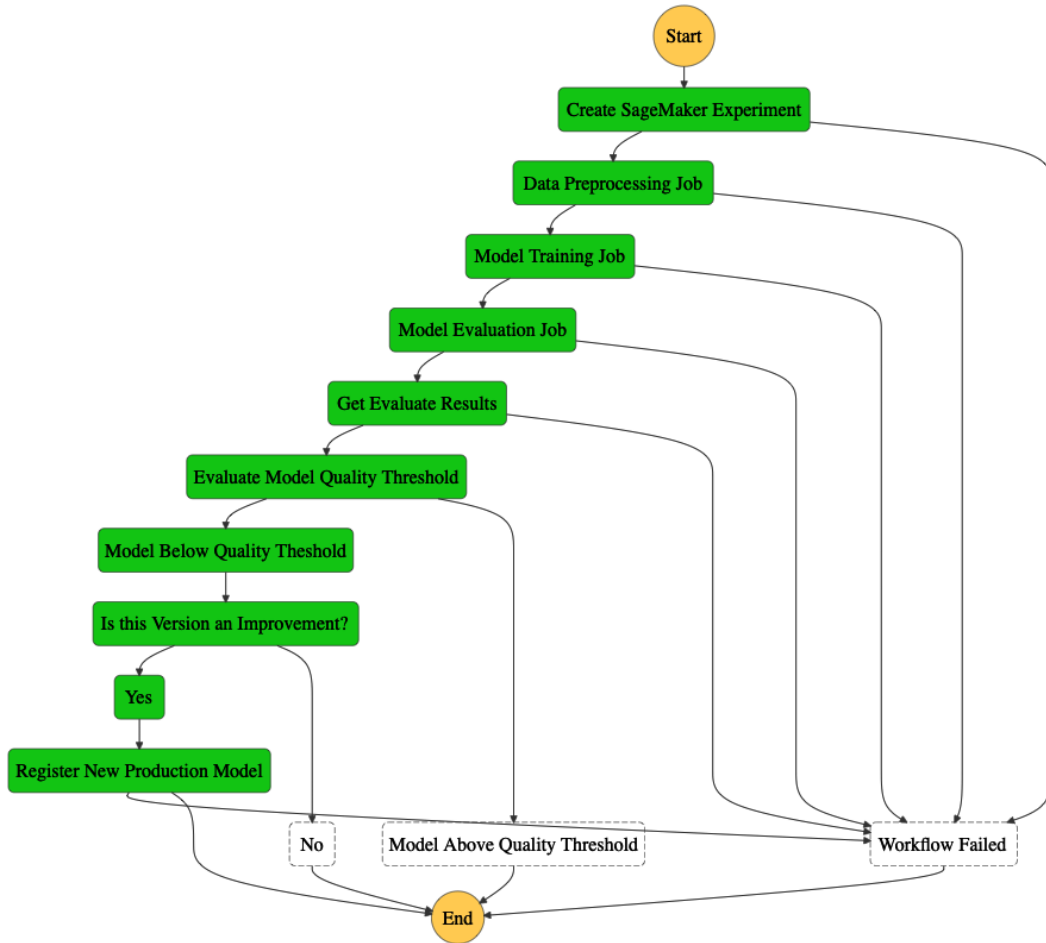 Start
Create SageMaker Experiment
Data Preprocessing Job
Model Training Job
Model Evaluation Job
Get Evaluate Results
Evaluate Model Quality Threshold
Model Below Quality Theshold
Is this Version an Improvement?
Yes
Register New Production Model
No
Model Above Quality Threshold
Workflow Failed
End